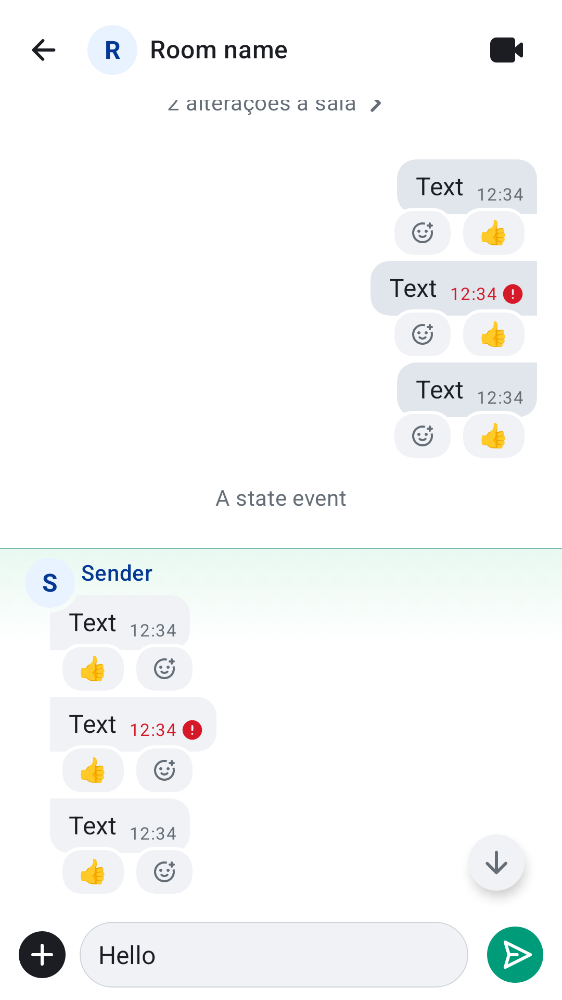 R Room name
2 alterações à sala
Text 12:34
👍
Text 12:34
👍
Text 12:34
👍
A state event
S Sender
Text 12:34
👍
Text 12:34
👍
Text 12:34
👍
Hello